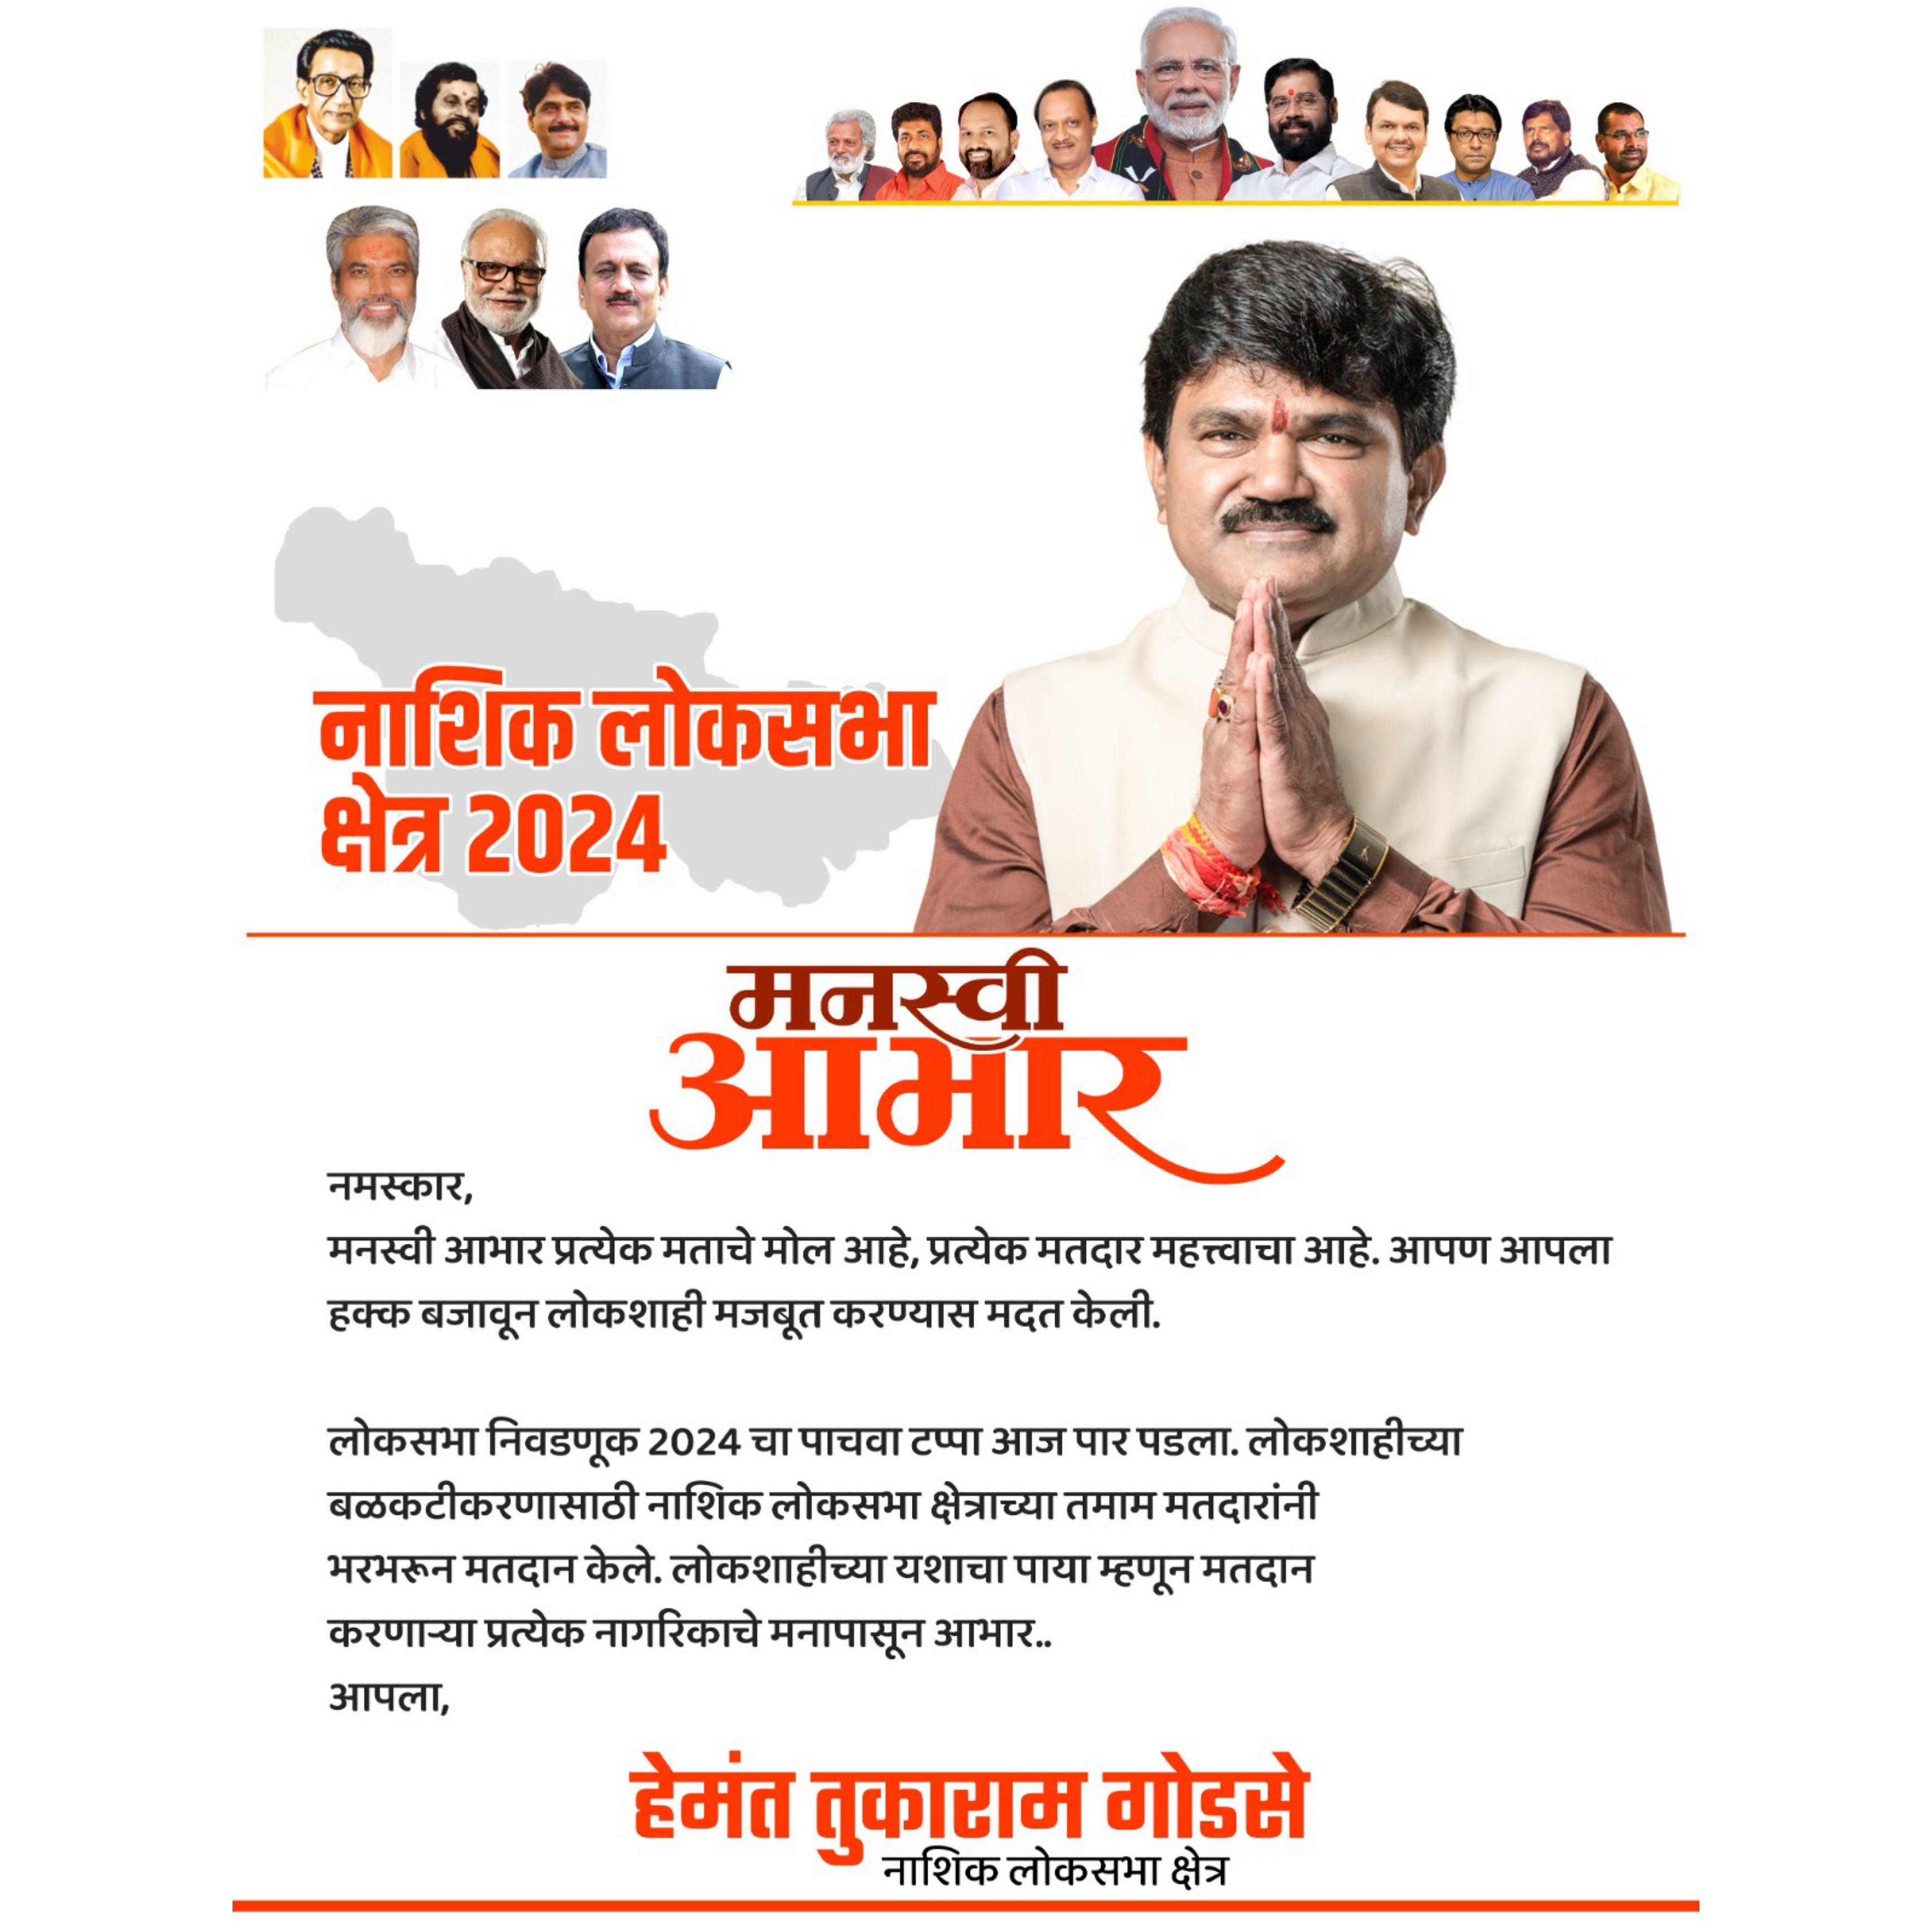 नाशिक लोकसभा
क्षेत्र 2024
मनस्वी
आभार
नमस्कार,
मनस्वी आभार प्रत्येक मताचे मोल आहे, प्रत्येक मतदार महत्त्वाचा आहे. आपण आपला
हक्क बजावून लोकशाही मजबूत करण्यास मदत केली.
लोकसभा निवडणूक 2024 चा पाचवा टप्पा आज पार पडला. लोकशाहीच्या
बळकटीकरणासाठी नाशिक लोकसभा क्षेत्राच्या तमाम मतदारांनी
भरभरून मतदान केले. लोकशाहीच्या यशाचा पाया म्हणून मतदान
करणाऱ्या प्रत्येक नागरिकाचे मनापासून आभार..
आपला,
हेमंत तुकाराम गोडसे
नाशिक लोकसभा क्षेत्र